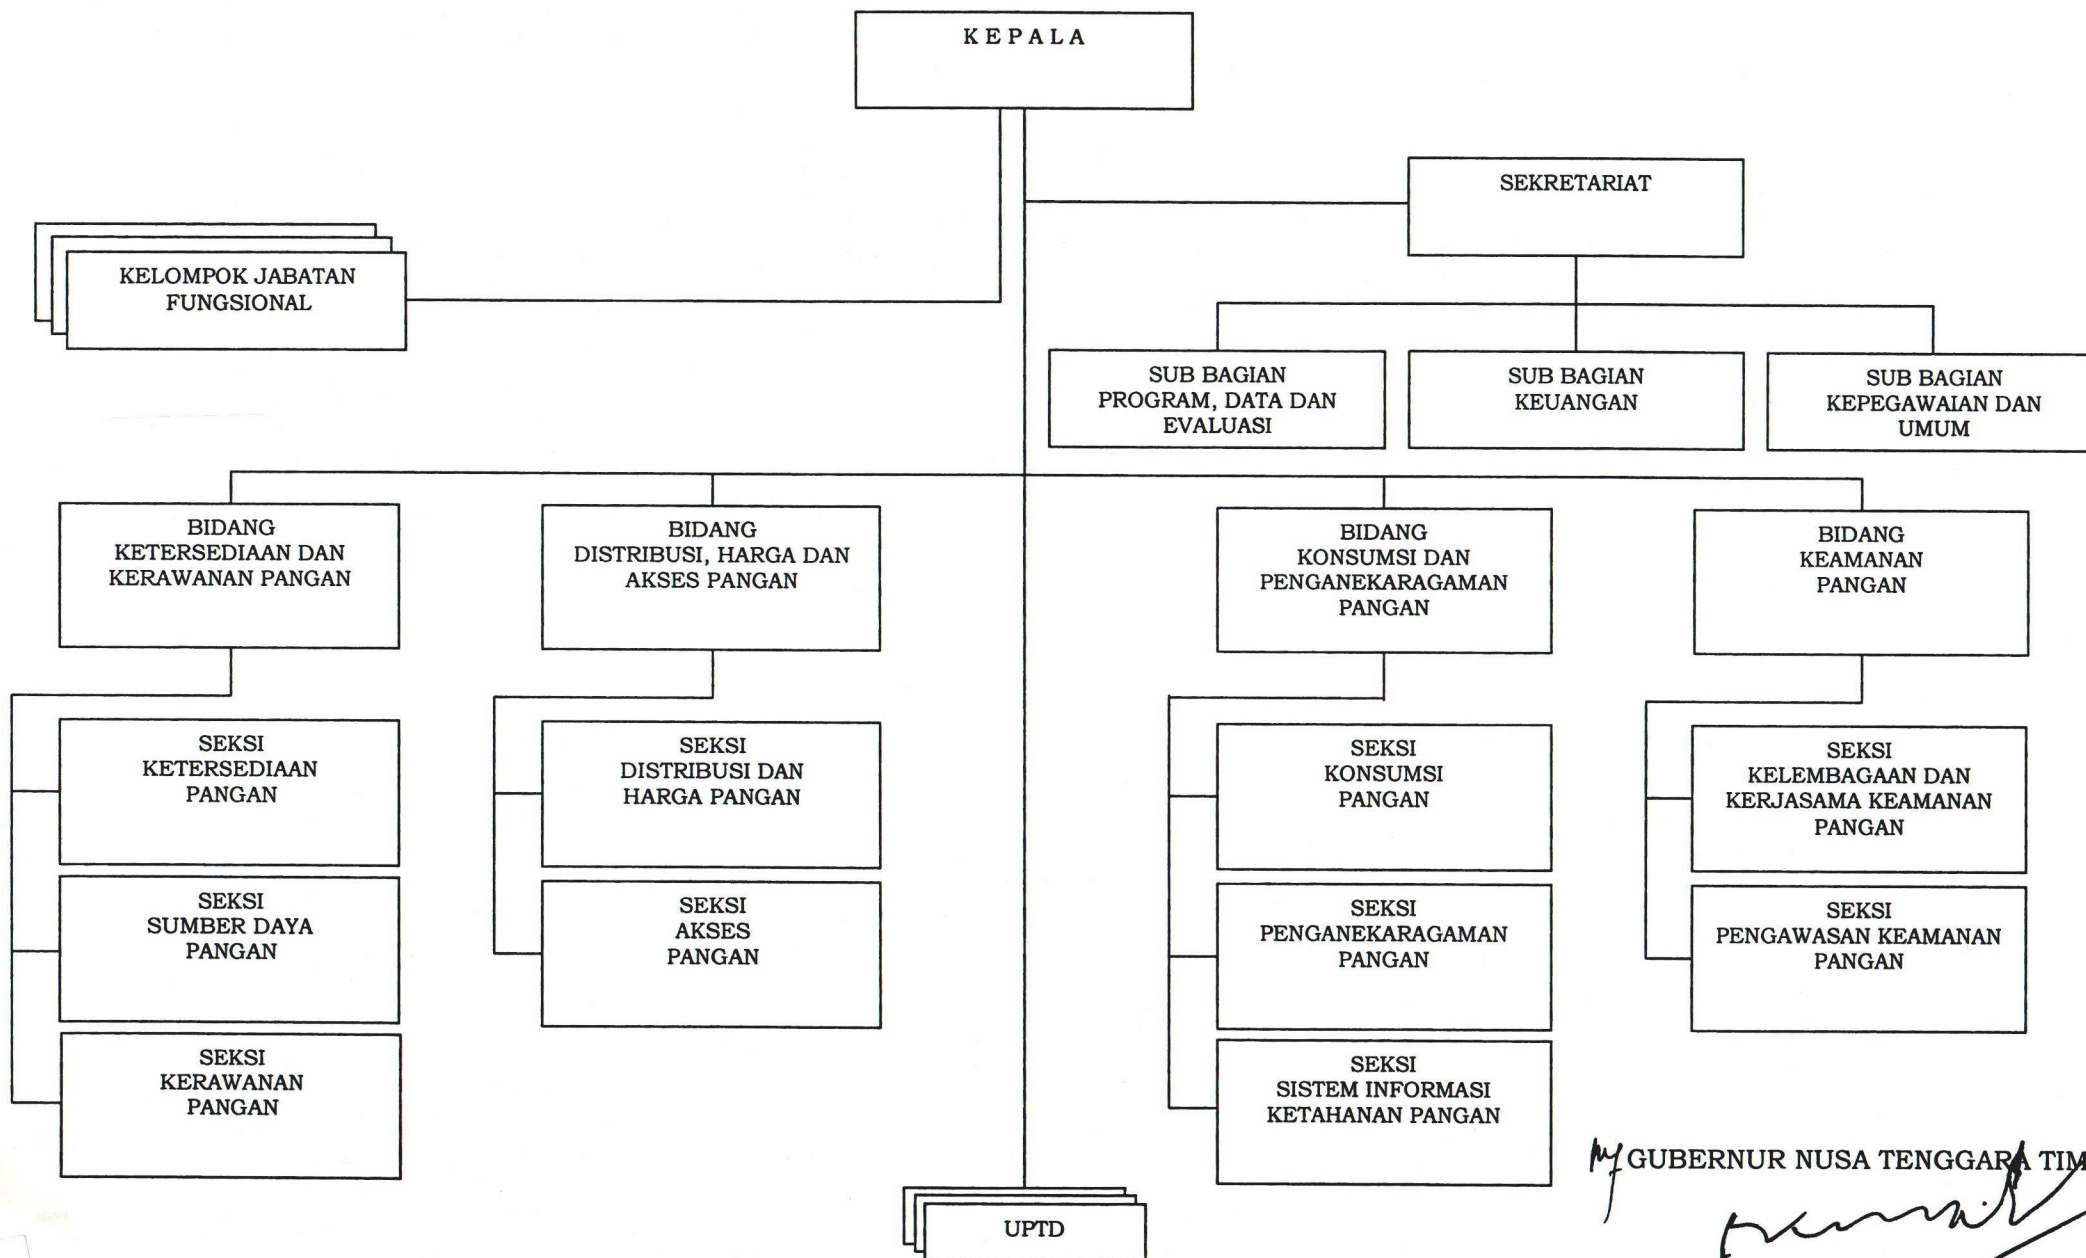 KEPALA
SEKRETARIAT
KELOMPOK JABATAN
FUNGSIONAL
SUB BAGIAN
PROGRAM, DATA DAN
EVALUASI
SUB BAGIAN
KEUANGAN
SUB BAGIAN
KEPEGAWAIAN DAN
UMUM
BIDANG
KETERSEDIAAN DAN
KERAWANAN PANGAN
BIDANG
DISTRIBUSI, HARGA DAN
AKSES PANGAN
BIDANG
KONSUMSI DAN
PENGANEKARAGAMAN
PANGAN
BIDANG
KEAMANAN
PANGAN
SEKSI
KETERSEDIAAN
PANGAN
SEKSI
DISTRIBUSI DAN
HARGA PANGAN
SEKSI
KONSUMSI
PANGAN
SEKSI
KELEMBAGAAN DAN
KERJASAMA KEAMANAN
PANGAN
SEKSI
SUMBER DAYA
PANGAN
SEKSI
AKSES
PANGAN
SEKSI
PENGANEKARAGAMAN
PANGAN
SEKSI
PENGAWASAN KEAMANAN
PANGAN
SEKSI
KERAWANAN
PANGAN
SEKSI
SISTEM INFORMASI
KETAHANAN PANGAN
GUBERNUR NUSA TENGGARA TIM
UPTD